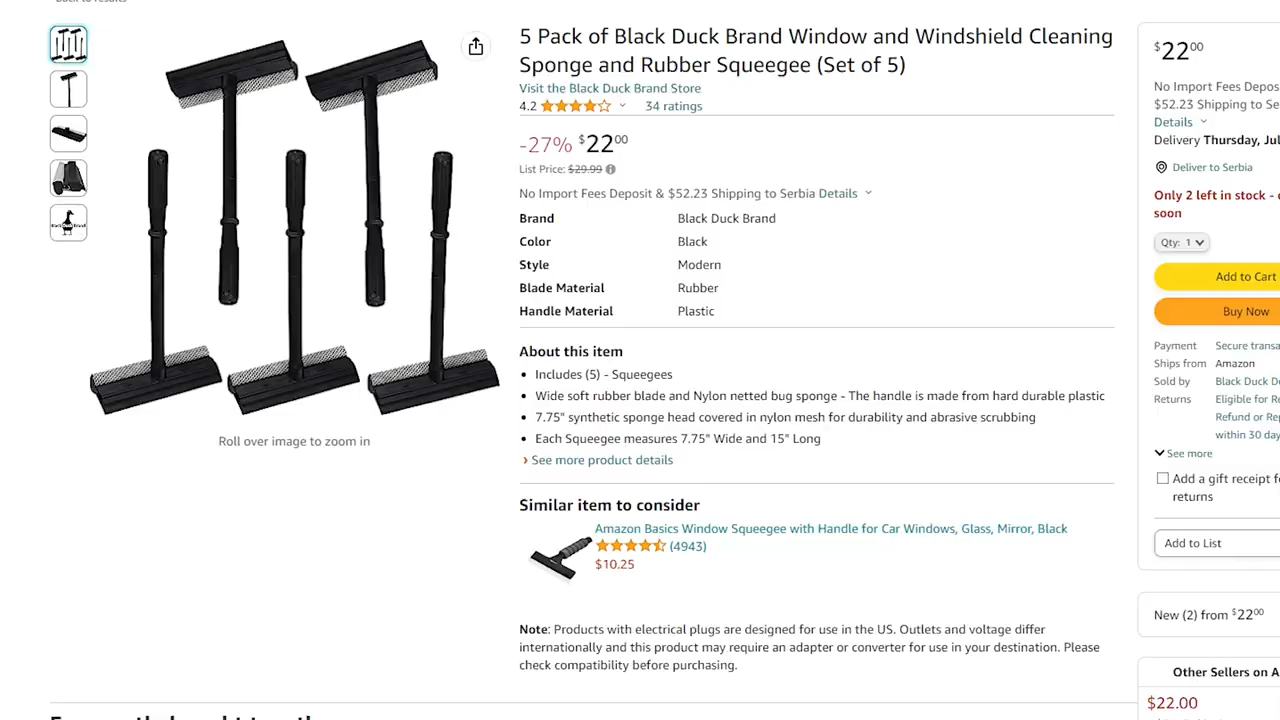 5 Pack of Black Duck Brand Window and Windshield Cleaning
Sponge and Rubber Squeegee (Set of 5)
Visit the Black Duck Brand Store
4.2 34 ratings
-27% $2200
List Price: $29.99
No Import Fees Deposit & $52.23 Shipping to Serbia Details
Brand Black Duck Brand
Color Black
Style Modern
Blade Material Rubber
Handle Material Plastic
About this item
Includes (5) - Squeegees
Wide soft rubber blade and Nylon netted bug sponge - The handle is made from hard durable plastic
7.75" synthetic sponge head covered in nylon mesh for durability and abrasive scrubbing
Each Squeegee measures 7.75" Wide and 15" Long
› See more product details
Roll over image to zoom in
Similar item to consider
Amazon Basics Window Squeegee with Handle for Car Windows, Glass, Mirror, Black
(4943)
$10.25
Note: Products with electrical plugs are designed for use in the US. Outlets and voltage differ
internationally and this product may require an adapter or converter for use in your destination. Please
check compatibility before purchasing.
$2200
No Import Fees Depos
$52.23 Shipping to Se
Details
Delivery Thursday, Jul
Deliver to Serbia
Only 2 left in stock -
soon
Qty: 1
Add to Cart
Buy Now
Payment Secure transa
Ships from Amazon
Sold by Black Duck D
Returns Eligible for Re
Refund or Rep
within 30 da
See more
Add a gift receipt f
returns
Add to List
New (2) from $2200
Other Sellers on A
$22.00